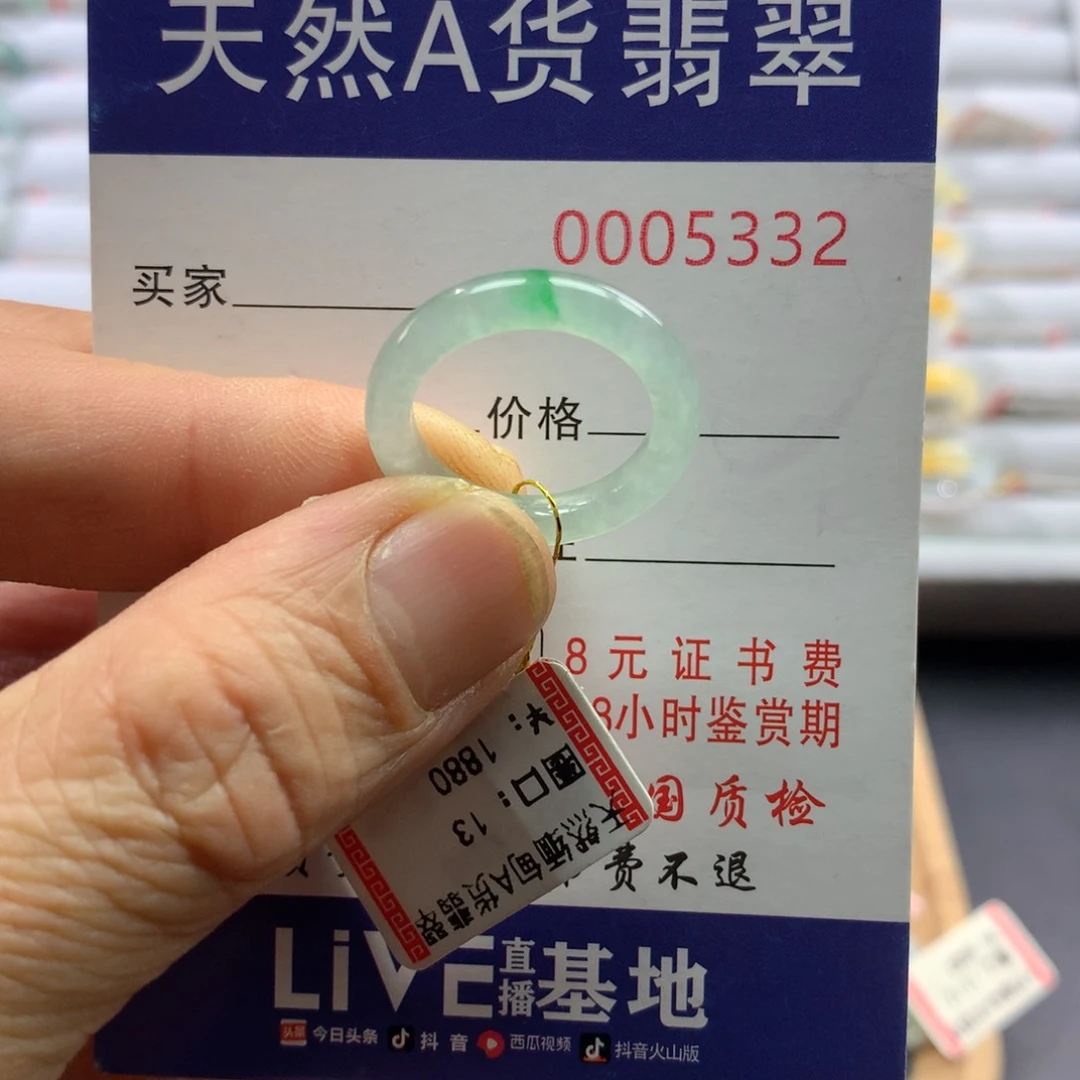 天然A货翡翠
0005332
买家
价格
8元证书费
8小时鉴赏期
国质检
费不退
天然缅甸A货翡翠
圈口：13
大：1880
LiVE直播基地
头条 今日头条 抖音 西瓜视频 抖音火山版